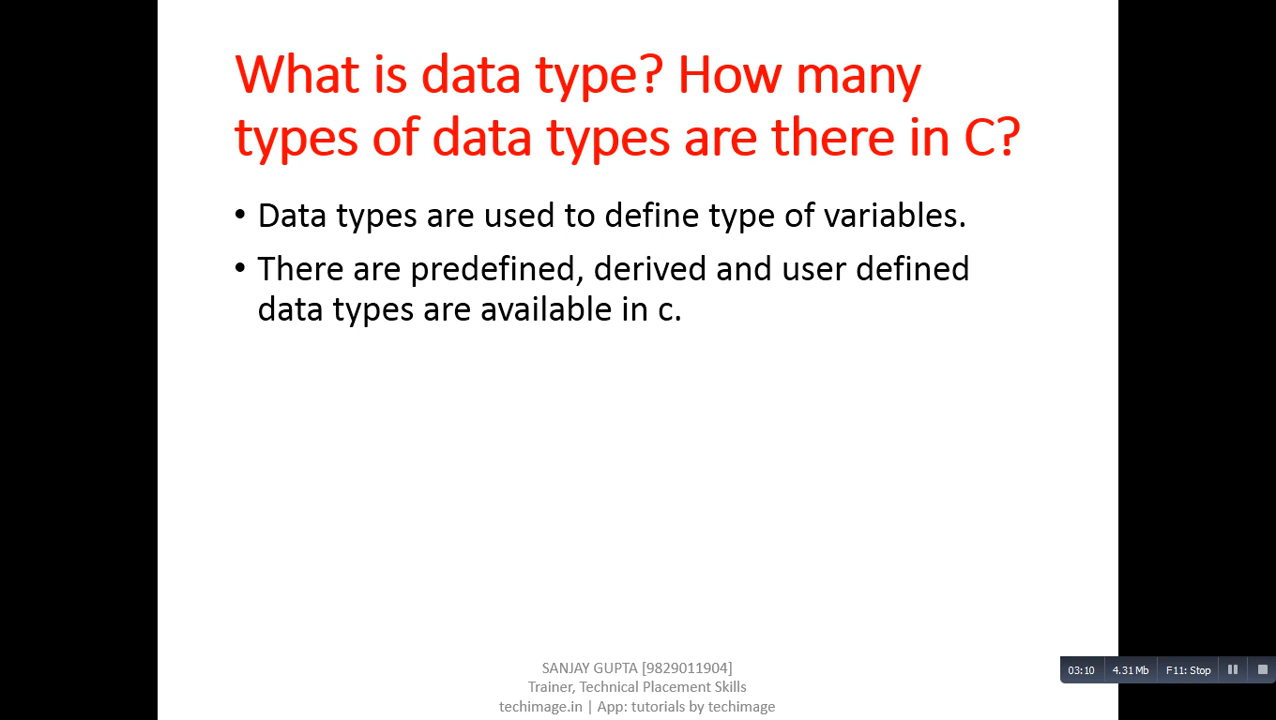 What is data type? How many
types of data types are there in C?
• Data types are used to define type of variables.
• There are predefined, derived and user defined
data types are available in c.
SANJAY GUPTA [9829011904]
Trainer, Technical Placement Skills
techimage.in | App: tutorials by techimage
03:10 4.31 Mb F11: Stop